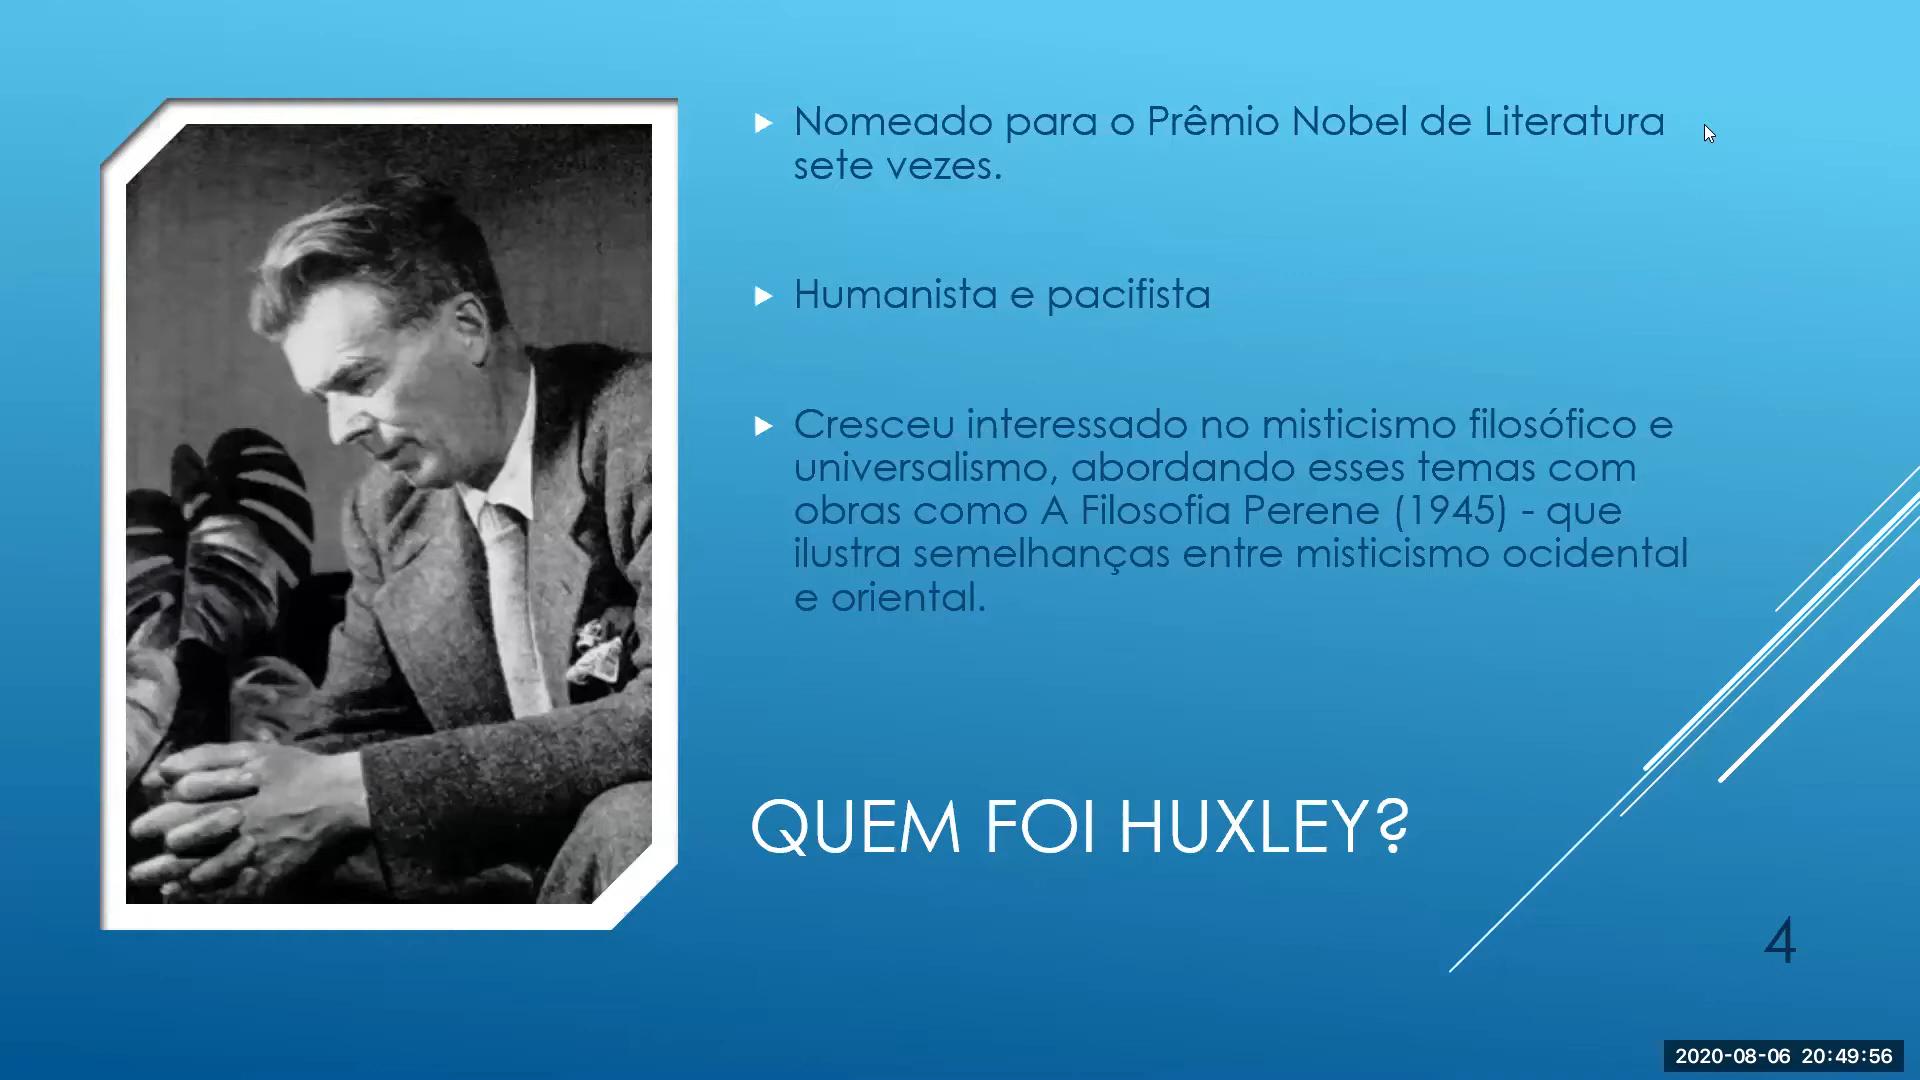 Nomeado para o Prêmio Nobel de Literatura
sete vezes.
Humanista e pacifista
Cresceu interessado no misticismo filosófico e
universalismo, abordando esses temas com
obras como A Filosofia Perene (1945) - que
ilustra semelhanças entre misticismo ocidental
e oriental.
QUEM FOI HUXLEY?
4
2020-08-06 20:49:56